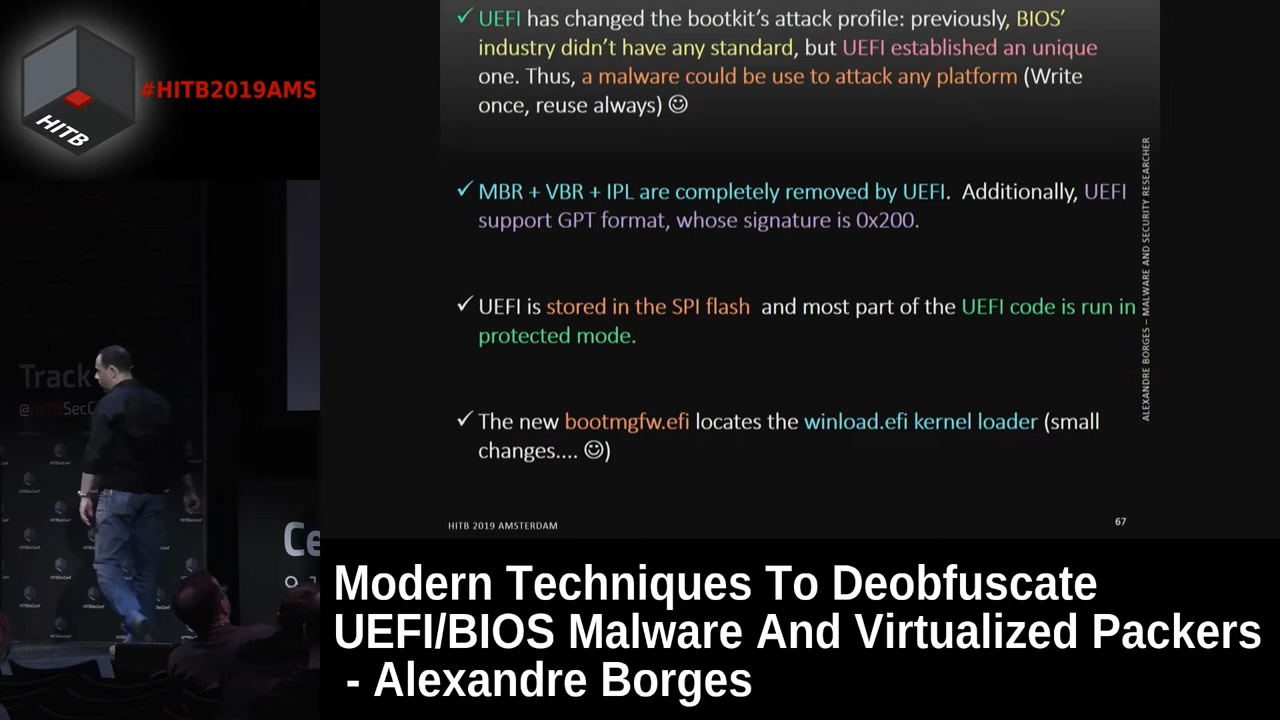 HITB
#HITB2019AMS
✓ UEFI has changed the bootkit’s attack profile: previously, BIOS’
industry didn’t have any standard, but UEFI established an unique
one. Thus, a malware could be use to attack any platform (Write
once, reuse always) ☺
✓ MBR + VBR + IPL are completely removed by UEFI.  Additionally, UEFI
support GPT format, whose signature is 0x200.
✓ UEFI is stored in the SPI flash  and most part of the UEFI code is run in
protected mode.
✓ The new bootmgfw.efi locates the winload.efi kernel loader (small
changes.... ☺)
HITB 2019 AMSTERDAM
67
ALEXANDRE BORGES – MALWARE AND SECURITY RESEARCHER
Track
Ce
Modern Techniques To Deobfuscate
UEFI/BIOS Malware And Virtualized Packers
- Alexandre Borges